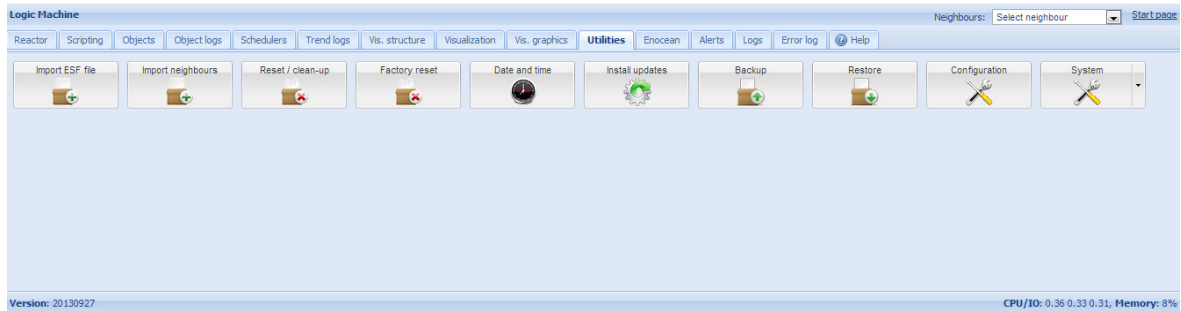 Logic Machine Neighbours: Select neighbour Start page
Reactor Scripting Objects Object logs Schedulers Trend logs Vis. structure Visualization Vis. graphics Utilities Enocean Alerts Logs Error log Help
Import ESF file Import neighbours Reset / clean-up Factory reset Date and time Install updates Backup Restore Configuration System
Version: 20130927 CPU/IO: 0.36 0.33 0.31, Memory: 8%